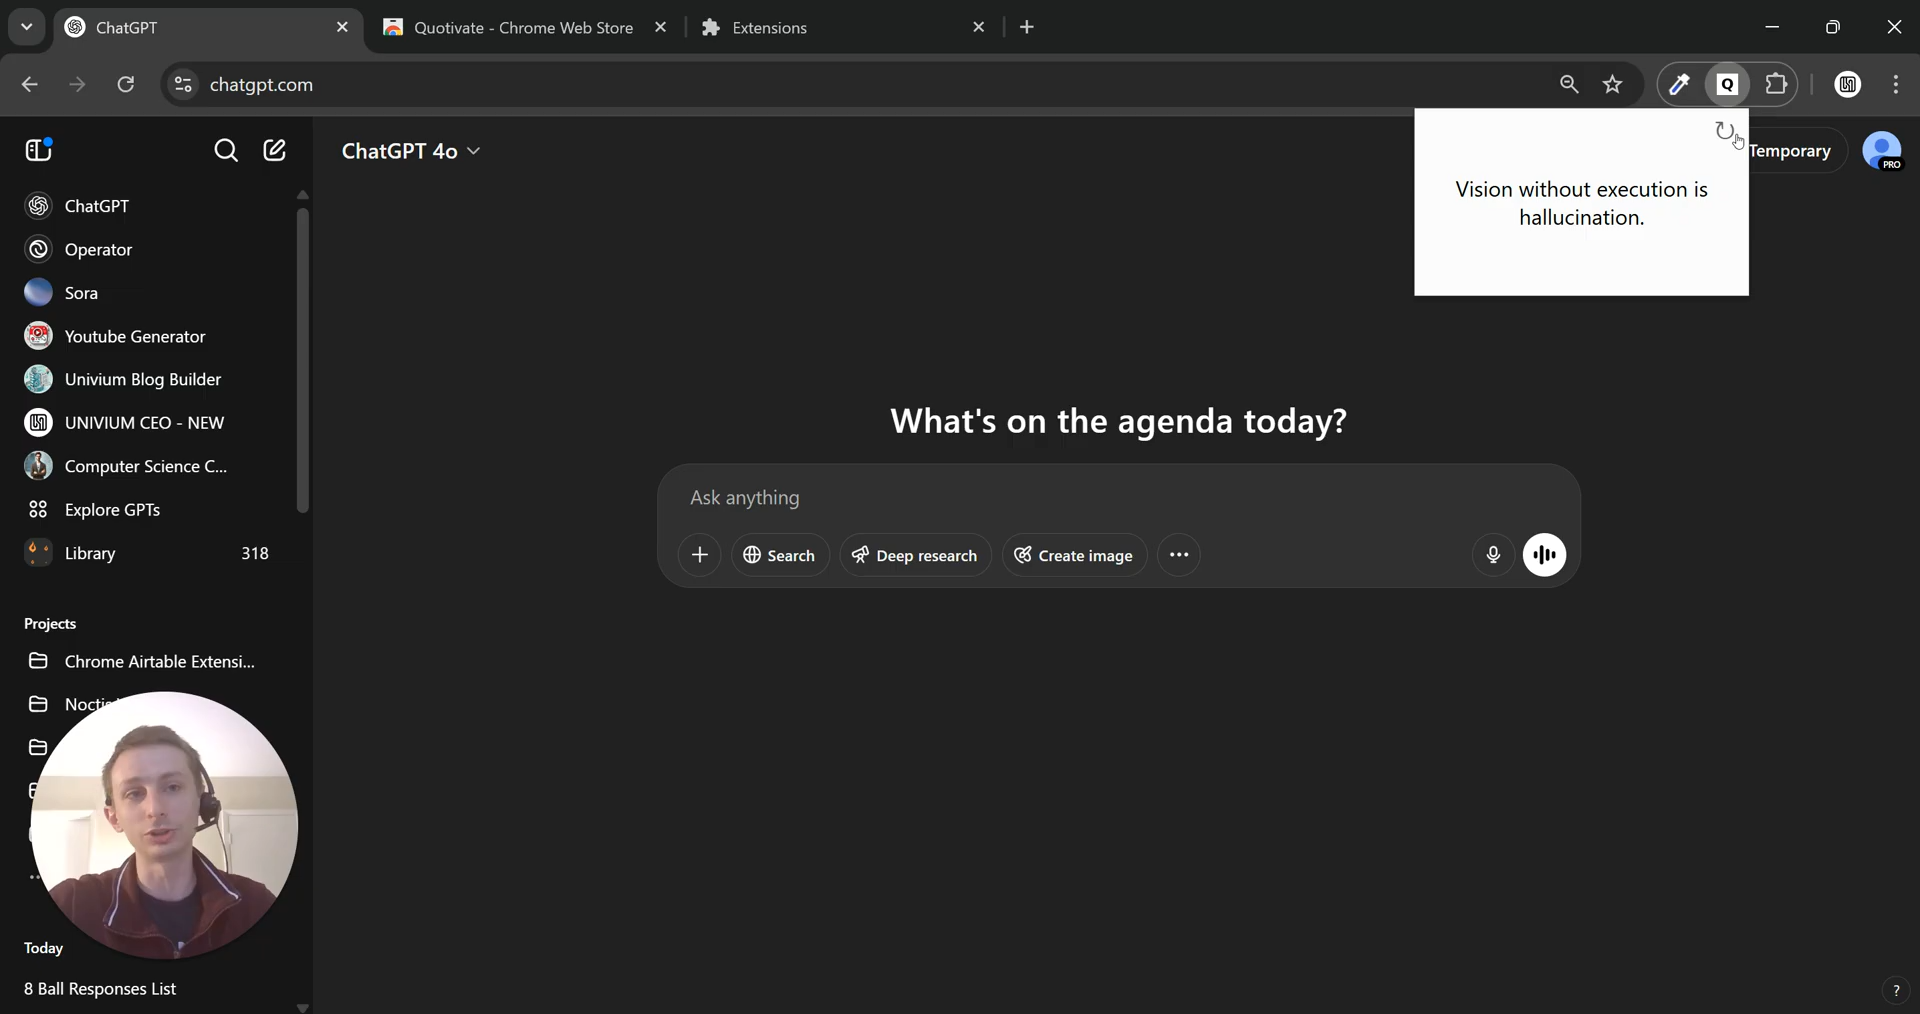 ChatGPT
Quotivate - Chrome Web Store
Extensions
chatgpt.com
Q
Vision without execution is
hallucination.
ChatGPT 4o
Temporary
PRO
ChatGPT
Operator
Sora
Youtube Generator
Univium Blog Builder
UNIVIUM CEO - NEW
Computer Science C...
Explore GPTs
Library 318
Projects
Chrome Airtable Extensi...
What's on the agenda today?
Ask anything
Search
Deep research
Create image
Today
8 Ball Responses List
?